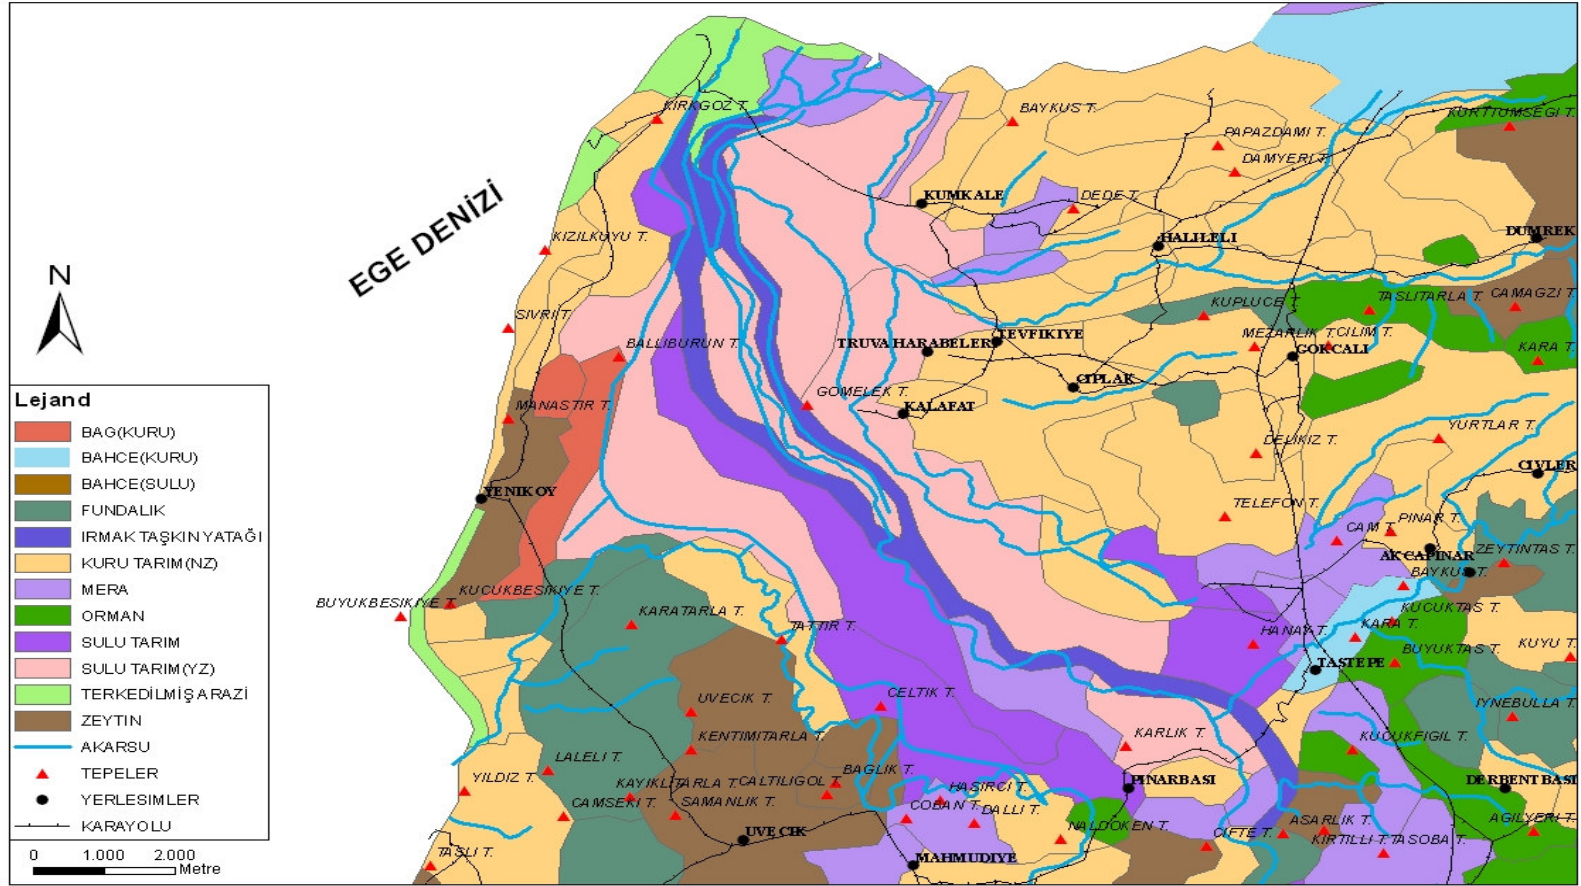 KIRKGOZ T.
BAYKUS T.
KURTTUMSEGI T.
PAPAZDAMI T.
DAMYERI T.
KUMKALE
DEDE T.
EGE DENİZİ
KIZILKUYU T.
HALILELI
DUMREK
N
SIVRI T.
KUPLUCE T.
TASLITARLA T.
CAMAGZI T.
BALLIBURUN T.
TRUVA HARABELER
TEVFIKIYE
MEZARLIK T.
CILIM T.
GOKCALI
KARA T.
CIPLAK
GOMELEK T.
KALAFAT
MANASTIR T.
DELIKIZ T.
YURTLAR T.
CIVLER
YENIKOY
TELEFON T.
CAM T.
PINAR T.
AKCAPINAR
ZEYTINTAS T.
BAYKUS T.
BUYUKBESIKIYE T.
KUCUKBESIKIYE T.
KARATARLA T.
TATTIR T.
HANAY T.
KUCUKTAS T.
KARA T.
BUYUKTAS T.
KUYU T.
TASTEPE
UVECIK T.
CELTIK T.
IYNEBULLA T.
KENTIMITARLA T.
KARLIK T.
KUCUKFIGIL T.
LALELI T.
YILDIZ T.
KAYIKLITARLA T.
CALTILIGOL T.
BAGLIK T.
HASIRCI T.
PINARBASI
DERBENT BASI
CAMSEKI T.
SAMANLIK T.
COBAN T.
DALLI T.
NALDOKEN T.
CIFTE T.
ASARLIK T.
AGILYERI T.
UVECIK
KIRTILLI T.
TASOBA T.
TASLI T.
MAHMUDIYE
Lejand
BAG(KURU)
BAHCE(KURU)
BAHCE(SULU)
FUNDALIK
IRMAK TAŞKIN YATAĞI
KURU TARIM(NZ)
MERA
ORMAN
SULU TARIM
SULU TARIM(YZ)
TERKEDİLMİŞ ARAZİ
ZEYTIN
AKARSU
TEPELER
YERLESIMLER
KARAYOLU
0 1.000 2.000
Metre